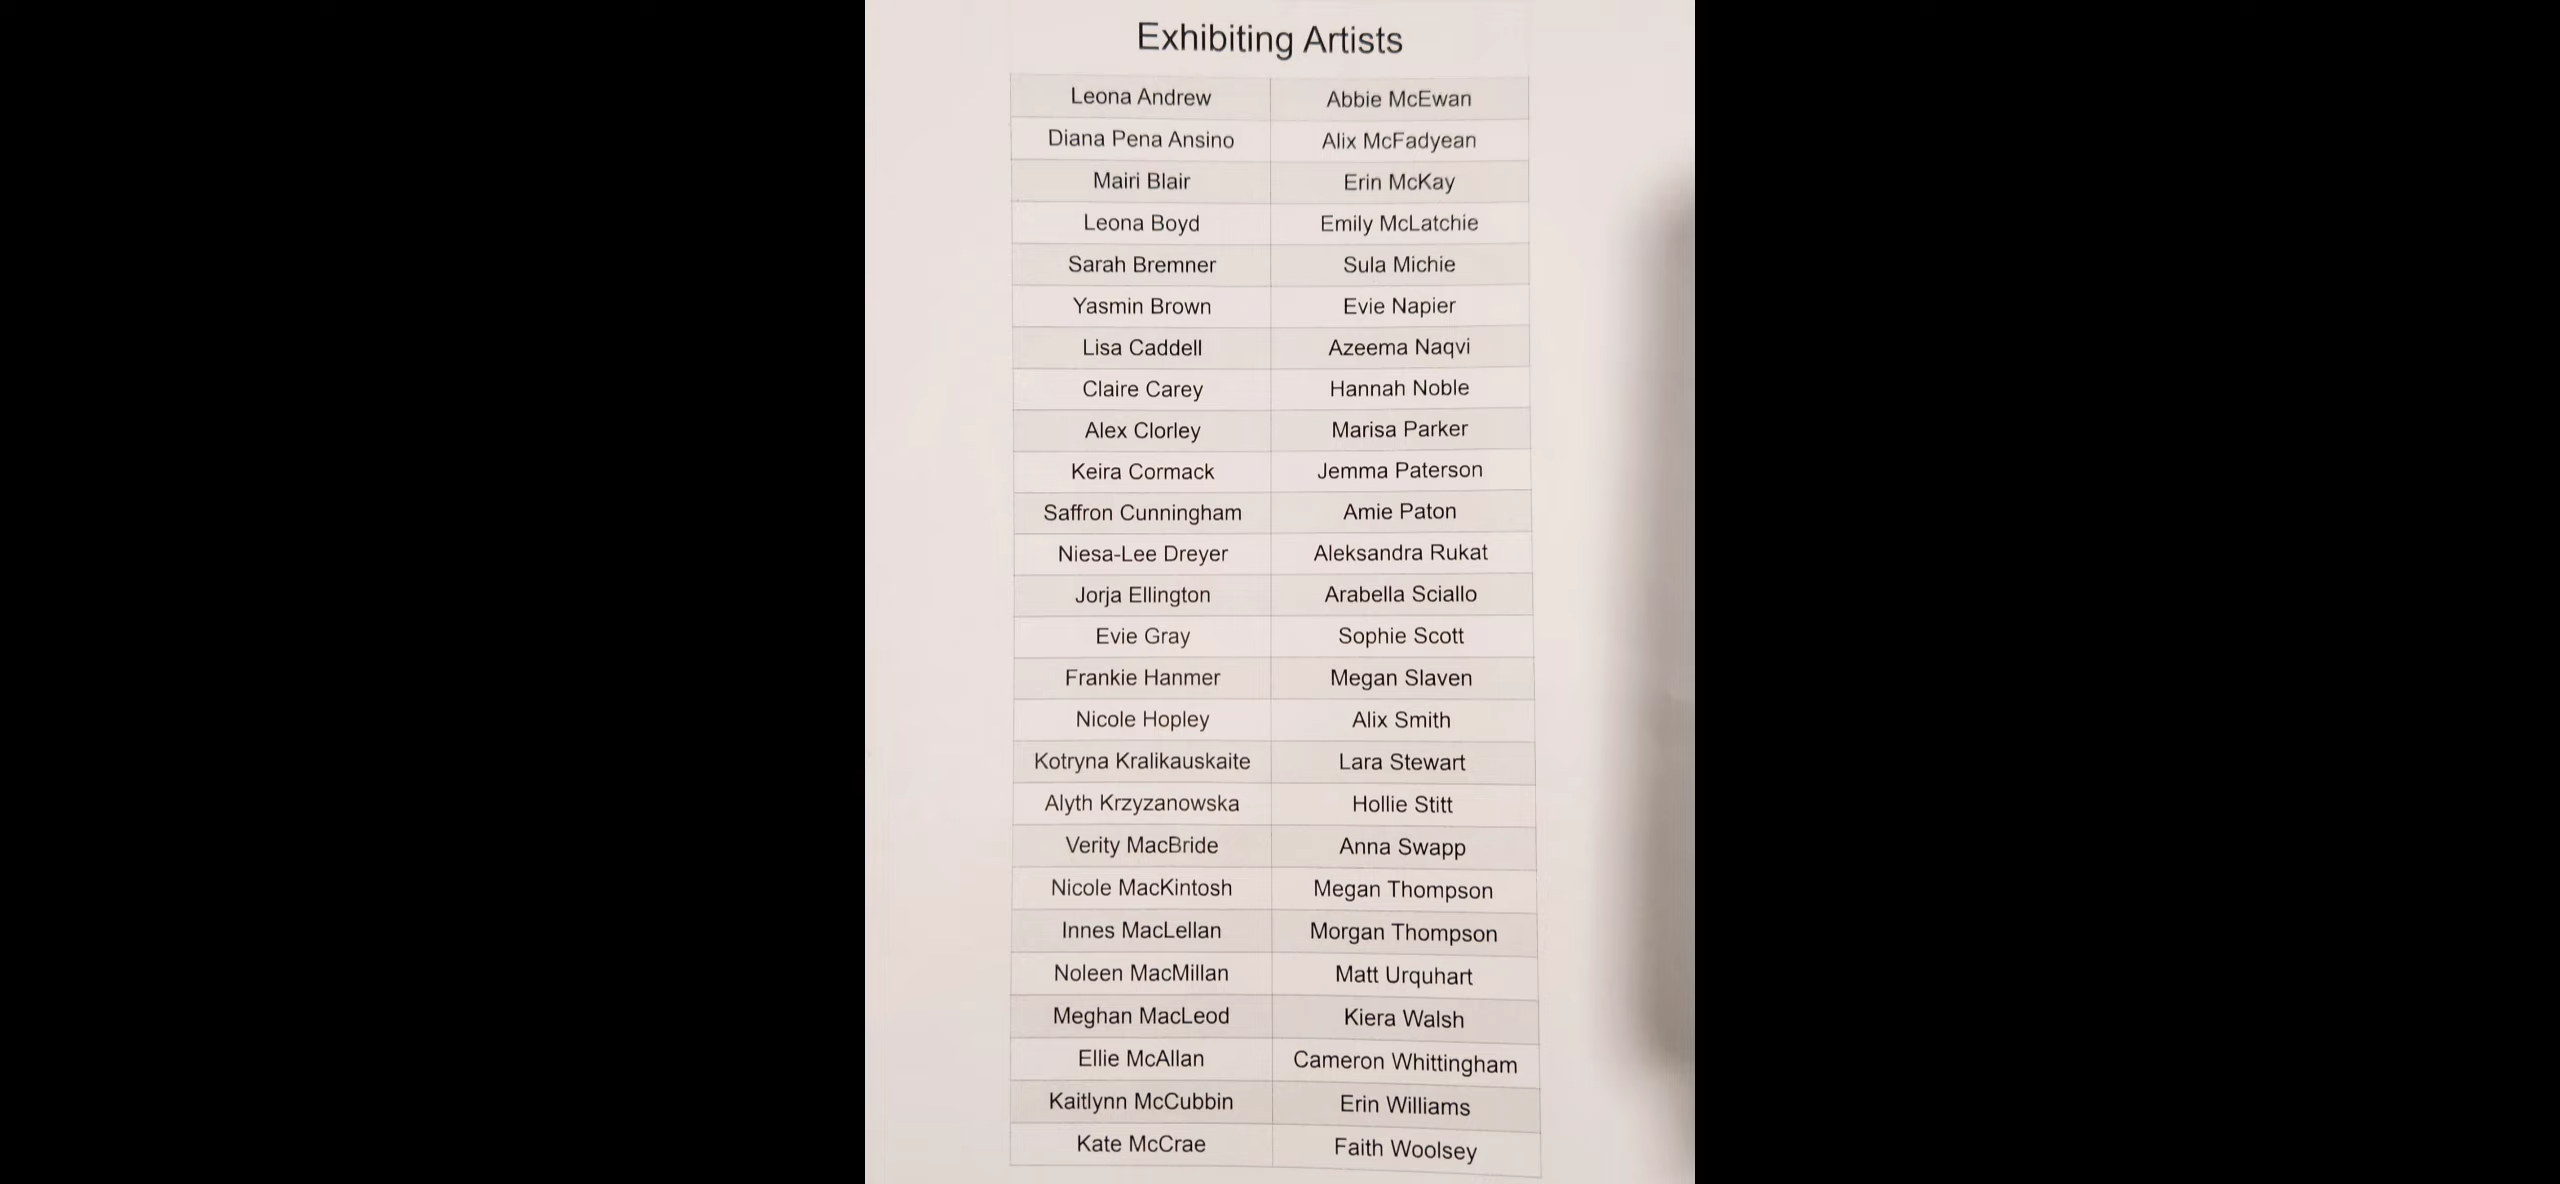 Exhibiting Artists
Leona Andrew Abbie McEwan
Diana Pena Ansino Alix McFadyean
Mairi Blair Erin McKay
Leona Boyd Emily McLatchie
Sarah Bremner Sula Michie
Yasmin Brown Evie Napier
Lisa Caddell Azeema Naqvi
Claire Carey Hannah Noble
Alex Clorley Marisa Parker
Keira Cormack Jemma Paterson
Saffron Cunningham Amie Paton
Niesa-Lee Dreyer Aleksandra Rukat
Jorja Ellington Arabella Sciallo
Evie Gray Sophie Scott
Frankie Hanmer Megan Slaven
Nicole Hopley Alix Smith
Kotryna Kralikauskaite Lara Stewart
Alyth Krzyzanowska Hollie Stitt
Verity MacBride Anna Swapp
Nicole MacKintosh Megan Thompson
Innes MacLellan Morgan Thompson
Noleen MacMillan Matt Urquhart
Meghan MacLeod Kiera Walsh
Ellie McAllan Cameron Whittingham
Kaitlynn McCubbin Erin Williams
Kate McCrae Faith Woolsey